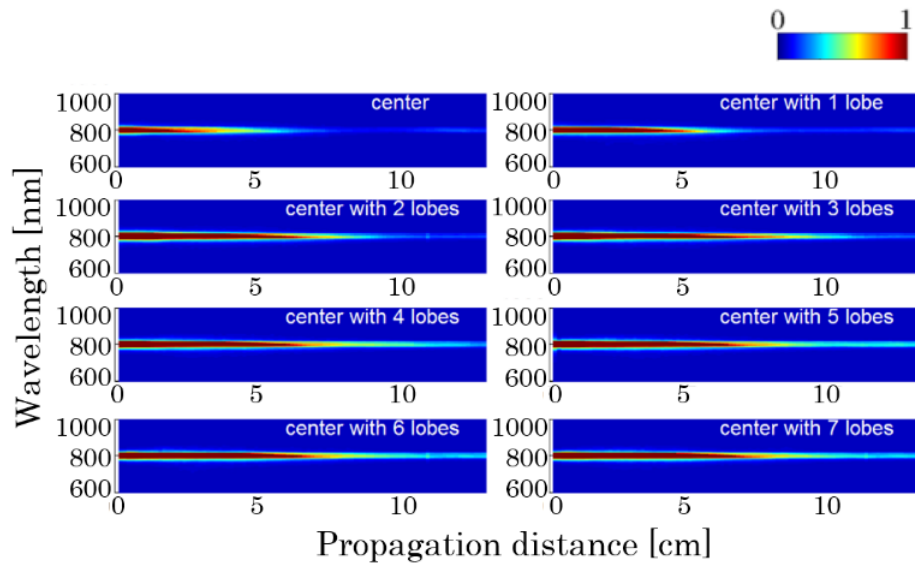 0 1
Wavelength [nm]
1000
800
600
center
0 5 10
1000
800
600
center with 1 lobe
0 5 10
1000
800
600
center with 2 lobes
0 5 10
1000
800
600
center with 3 lobes
0 5 10
1000
800
600
center with 4 lobes
0 5 10
1000
800
600
center with 5 lobes
0 5 10
1000
800
600
center with 6 lobes
0 5 10
1000
800
600
center with 7 lobes
0 5 10
Propagation distance [cm]